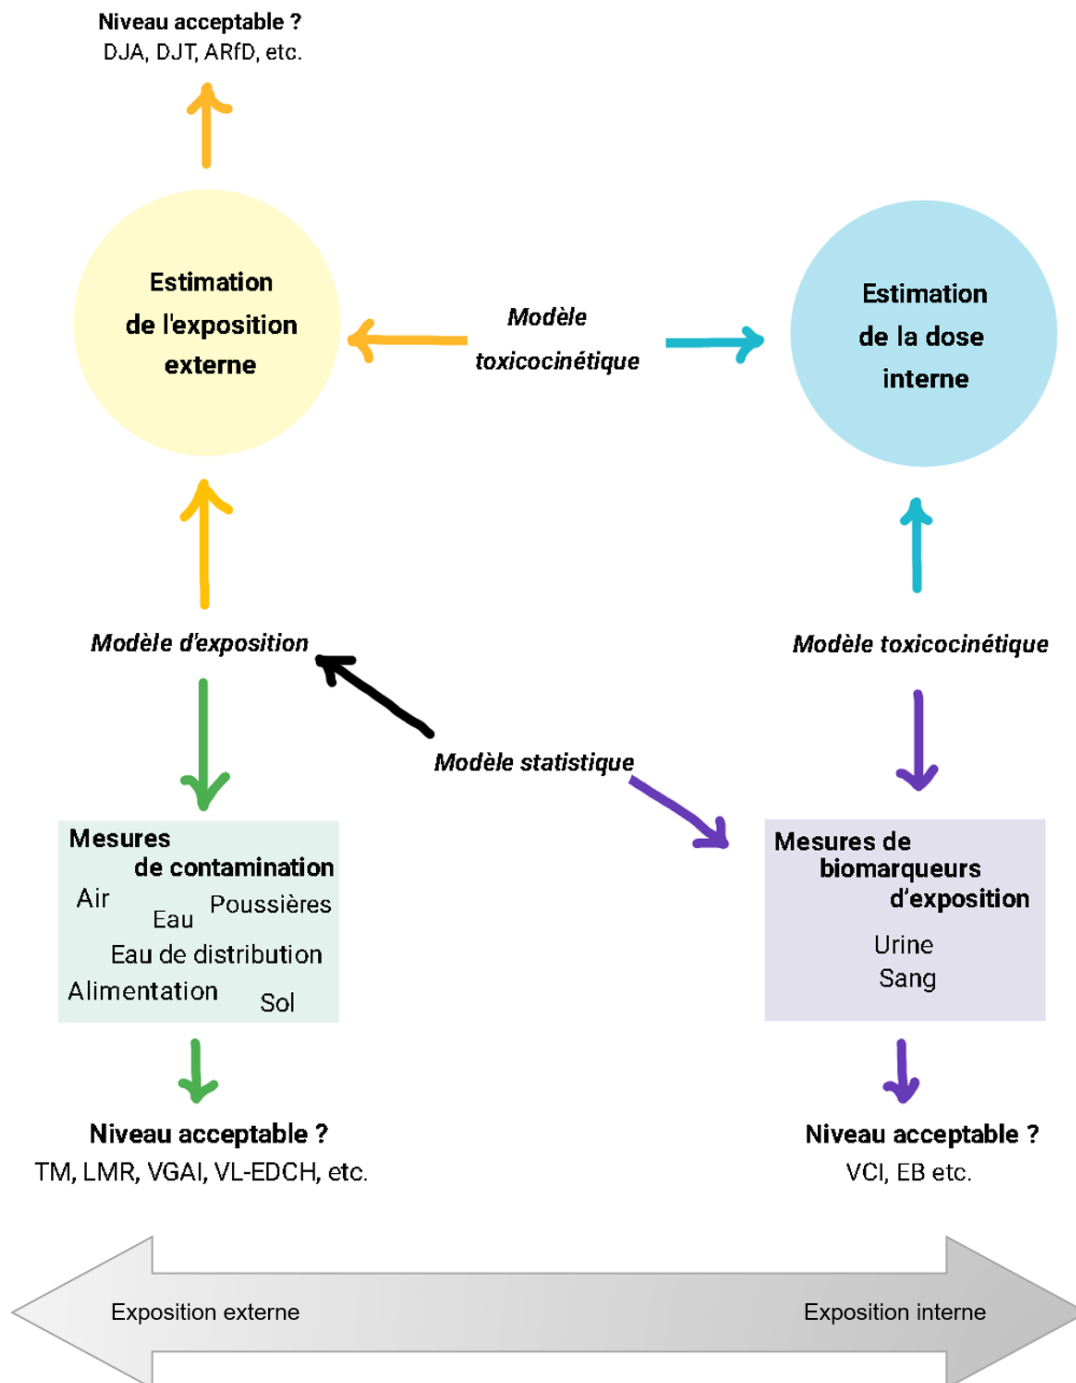 Niveau acceptable ?
DJA, DJT, ARfD, etc.
Estimation
de l'exposition
externe
Modèle
toxicocinétique
Estimation
de la dose
interne
Modèle d'exposition
Modèle toxicocinétique
Modèle statistique
Mesures
de contamination
Air
Poussières
Eau
Eau de distribution
Alimentation
Sol
Mesures de
biomarqueurs
d'exposition
Urine
Sang
Niveau acceptable ?
TM, LMR, VGAI, VL-EDCH, etc.
Niveau acceptable ?
VCI, EB etc.
Exposition externe
Exposition interne